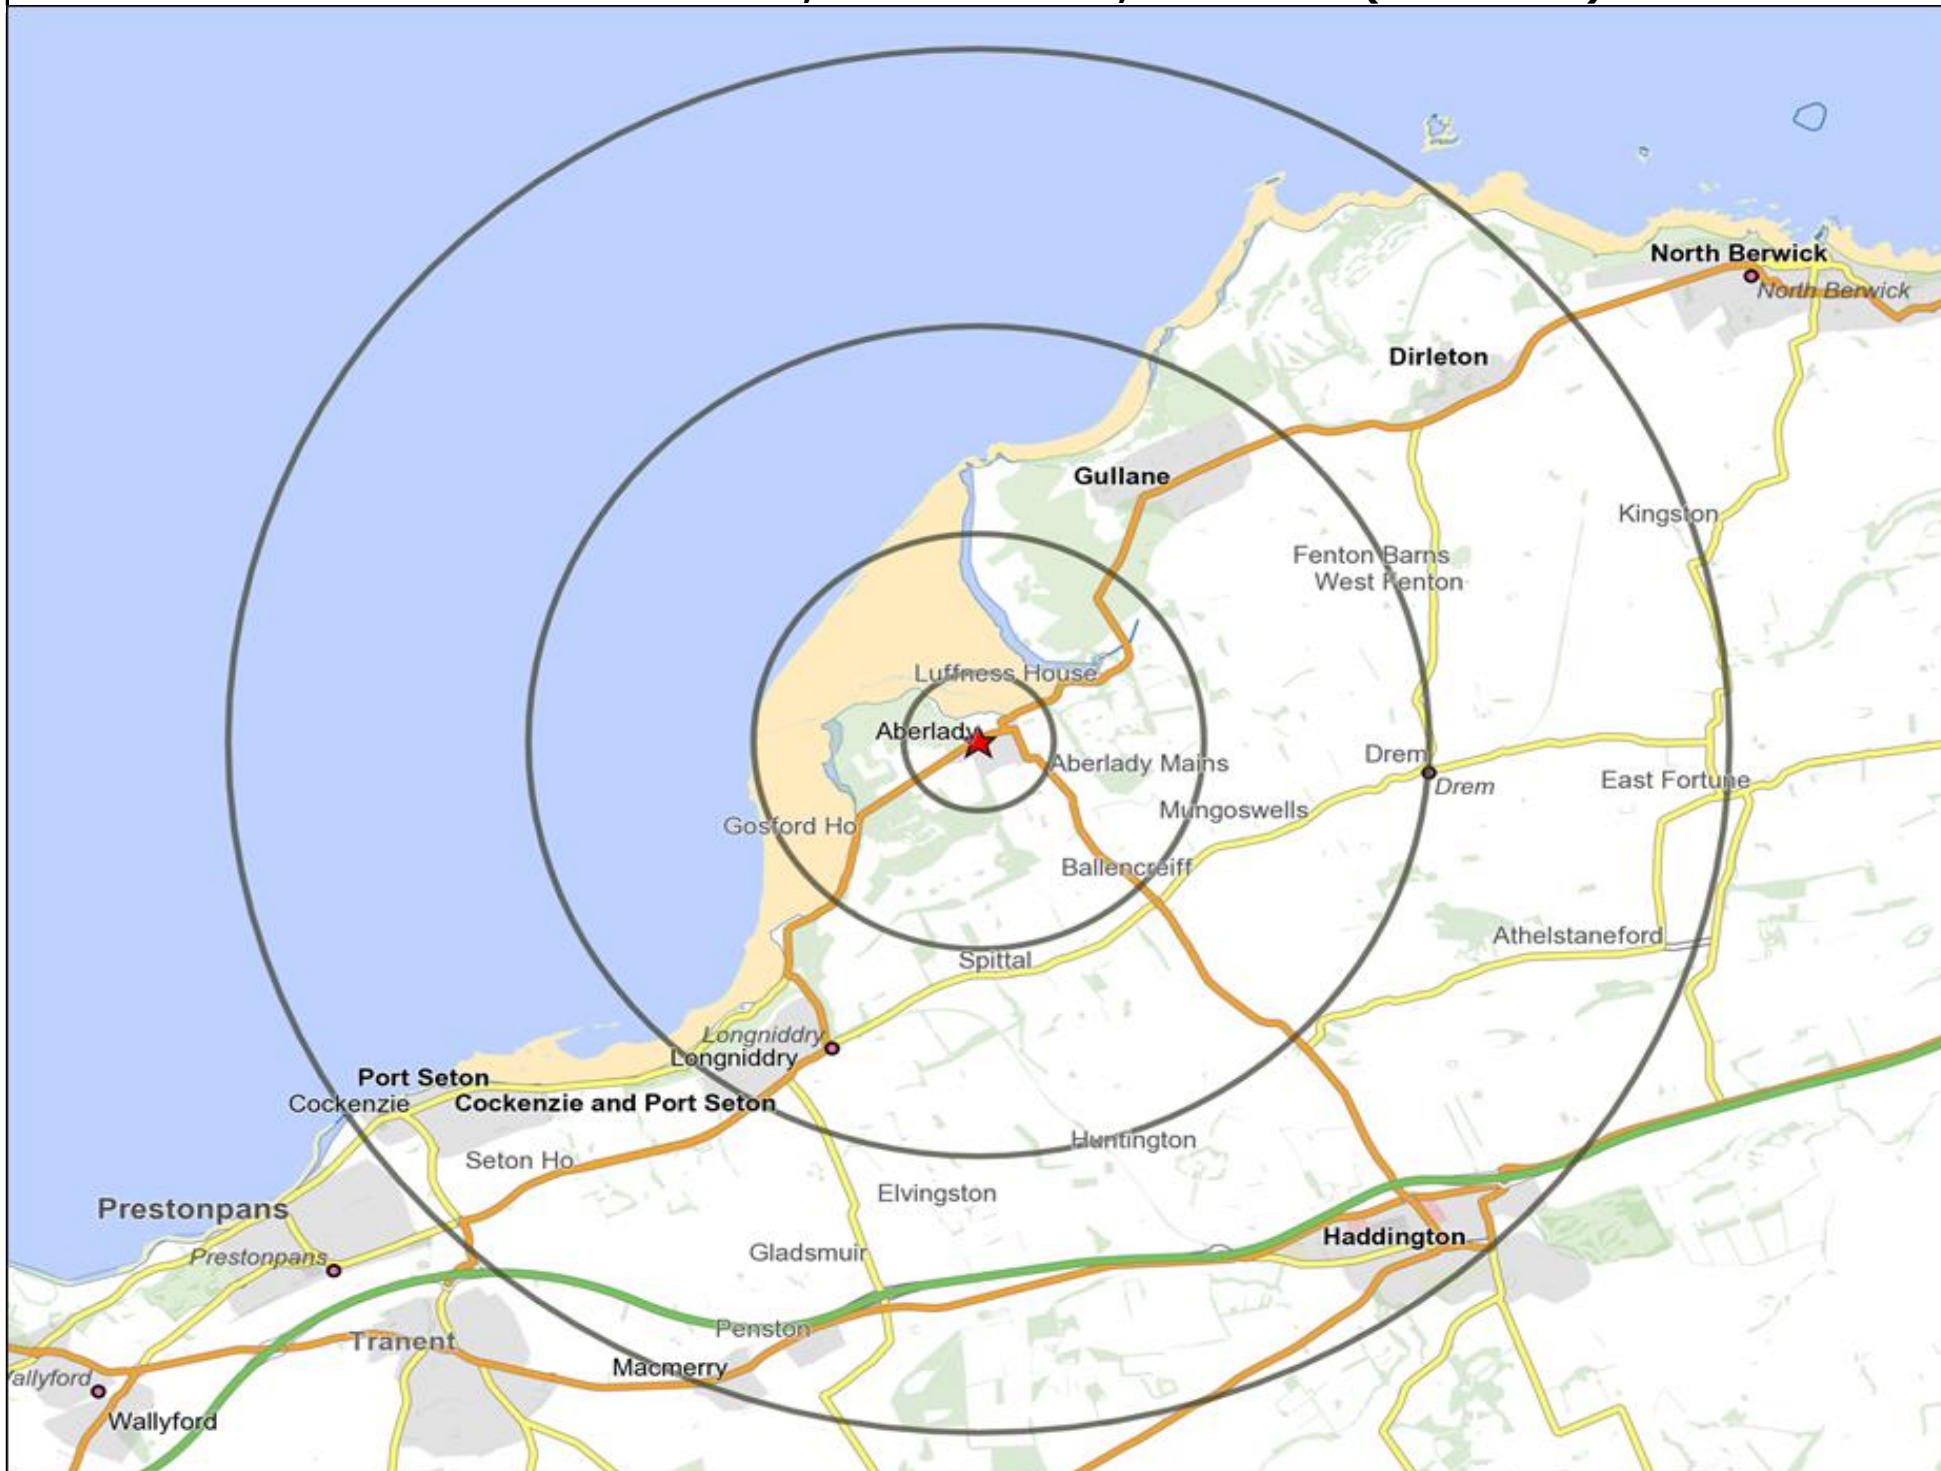 North Berwick
North Berwick
Dirleton
Gullane
Kingston
Fenton Barns
West Fenton
Luffness House
Aberlady
Aberlady Mains
Drem
Drem
East Fortune
Mungoswells
Gosford Ho
Ballencreiff
Athelstaneford
Spittal
Longniddry
Longniddry
Port Seton
Cockenzie
Cockenzie and Port Seton
Huntington
Seton Ho
Elvingston
Prestonpans
Haddington
Prestonpans
Gladsmuir
Penston
Tranent
Macmerry
allyford
Wallyford